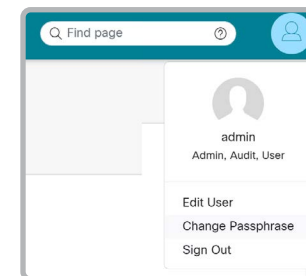 Find page
admin
Admin, Audit, User
Edit User
Change Passphrase
Sign Out